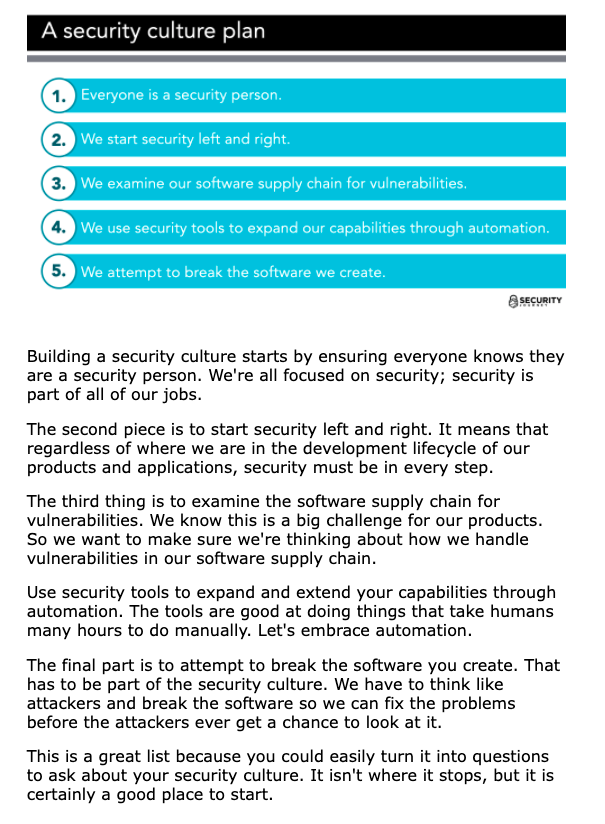 A security culture plan
1. Everyone is a security person.
2. We start security left and right.
3. We examine our software supply chain for vulnerabilities.
4. We use security tools to expand our capabilities through automation.
5. We attempt to break the software we create.
SECURITY
JOURNEY
Building a security culture starts by ensuring everyone knows they
are a security person. We're all focused on security; security is
part of all of our jobs.
The second piece is to start security left and right. It means that
regardless of where we are in the development lifecycle of our
products and applications, security must be in every step.
The third thing is to examine the software supply chain for
vulnerabilities. We know this is a big challenge for our products.
So we want to make sure we're thinking about how we handle
vulnerabilities in our software supply chain.
Use security tools to expand and extend your capabilities through
automation. The tools are good at doing things that take humans
many hours to do manually. Let's embrace automation.
The final part is to attempt to break the software you create. That
has to be part of the security culture. We have to think like
attackers and break the software so we can fix the problems
before the attackers ever get a chance to look at it.
This is a great list because you could easily turn it into questions
to ask about your security culture. It isn't where it stops, but it is
certainly a good place to start.